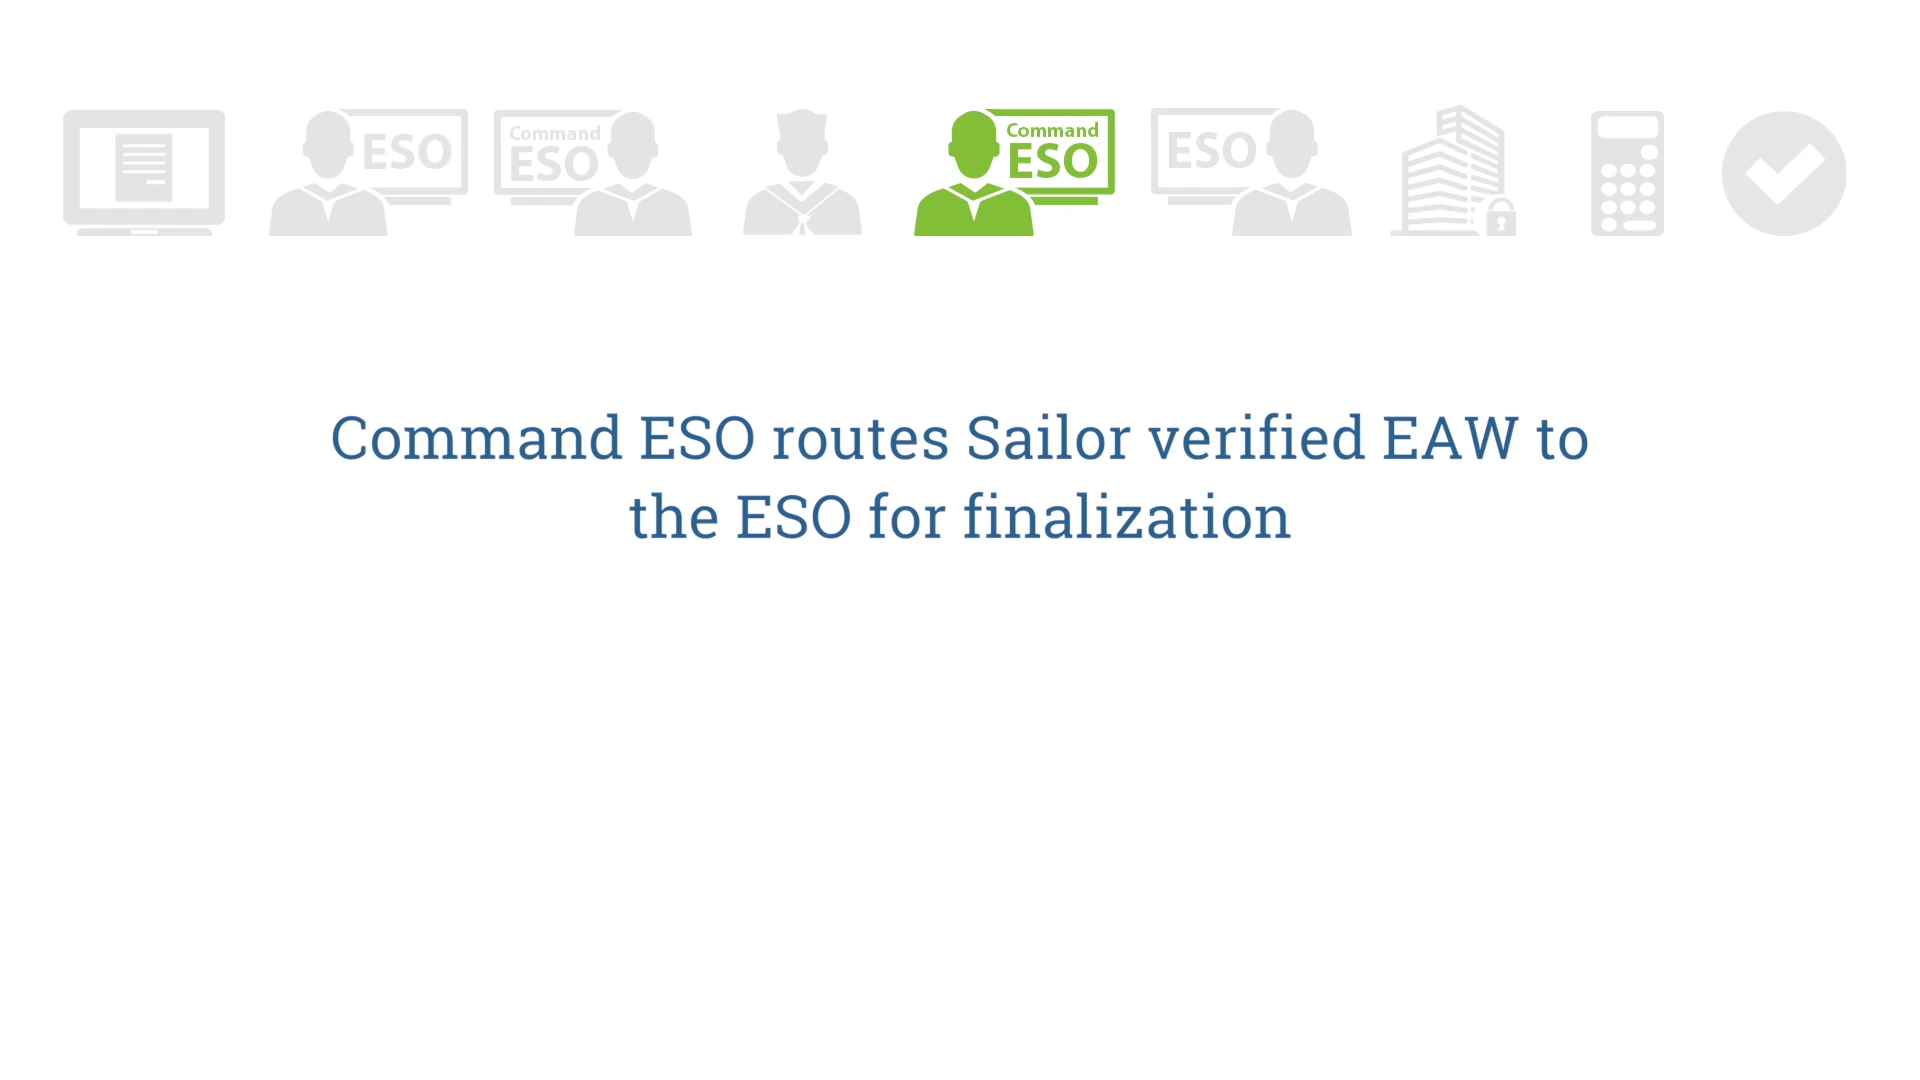 ESO
Command
ESO
Command
ESO
ESO
Command ESO routes Sailor verified EAW to
the ESO for finalization